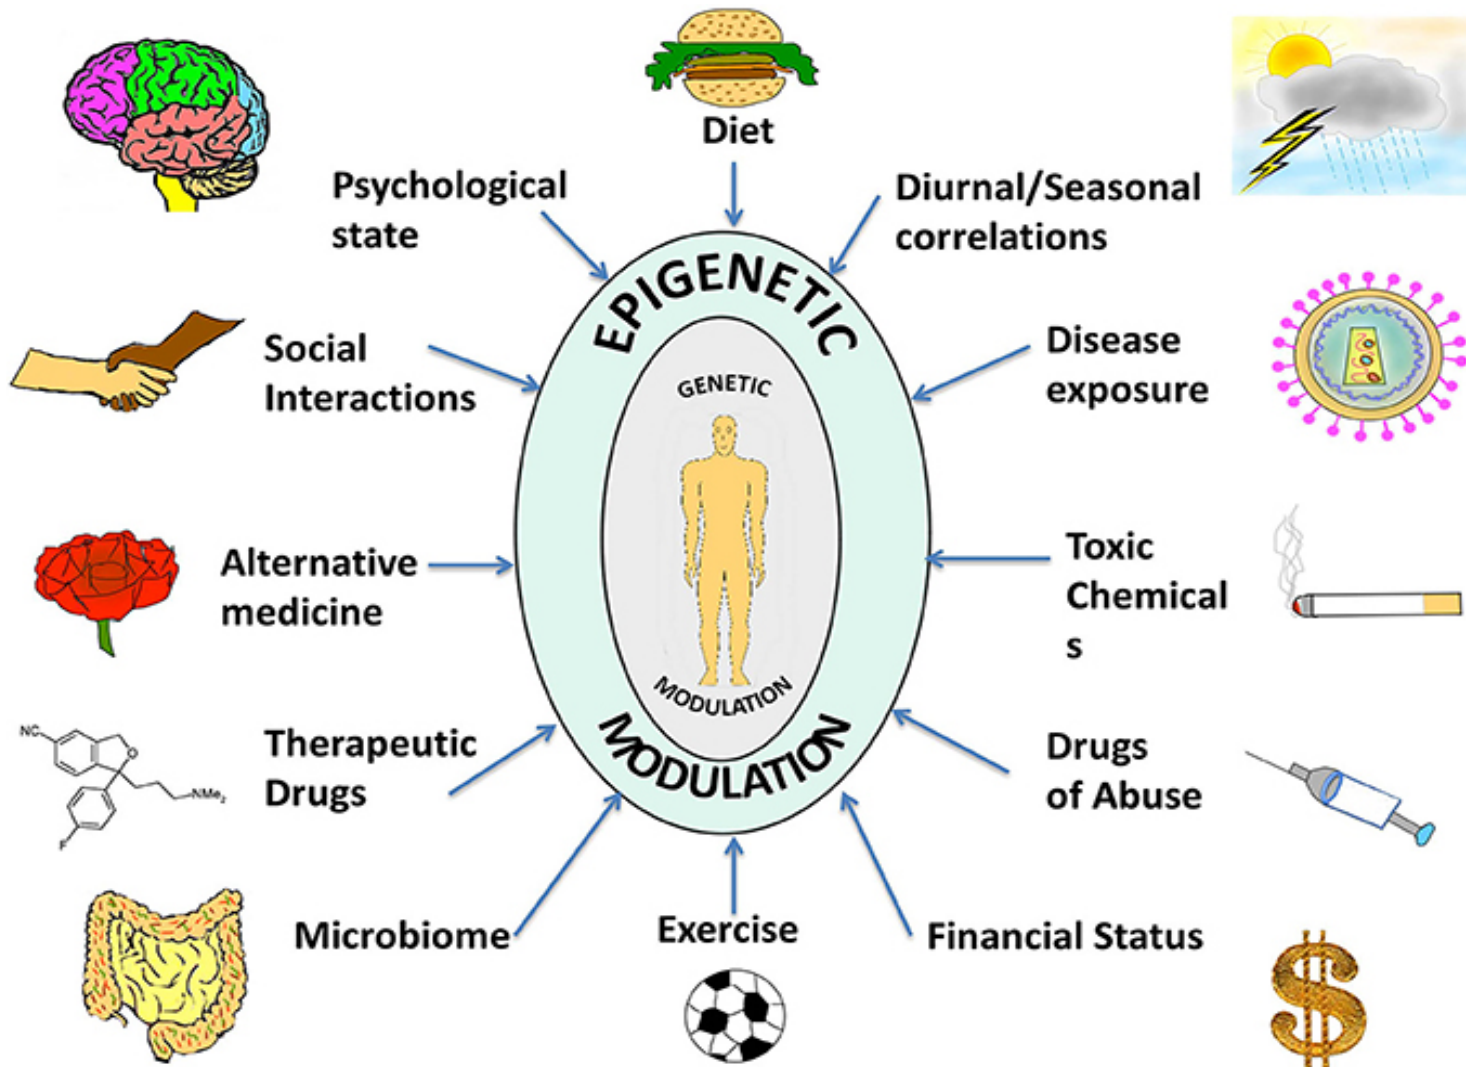 Diet
Psychological
state
Diurnal/Seasonal
correlations
EPIGENETIC
Social
Interactions
GENETIC
Disease
exposure
Alternative
medicine
Toxic
Chemical
s
MODULATION
MODULATION
Therapeutic
Drugs
NC
O
NMe2
F
Drugs
of Abuse
Microbiome
Exercise
Financial Status
$